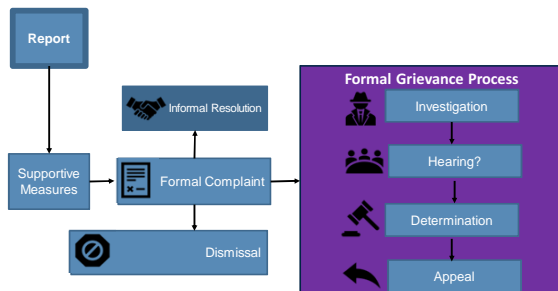 Report
Formal Grievance Process
Informal Resolution
Investigation
Supportive
Measures
Formal Complaint
Hearing?
Dismissal
Determination
Appeal